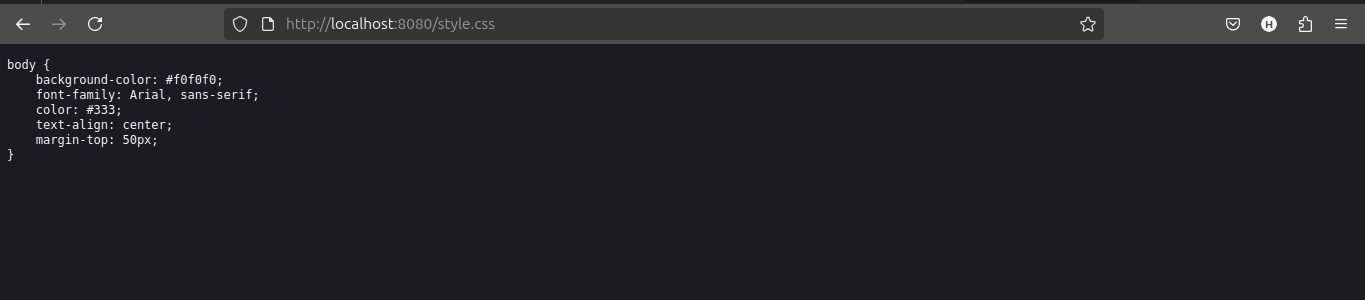 http://localhost:8080/style.css
H
body {
    background-color: #f0f0f0;
    font-family: Arial, sans-serif;
    color: #333;
    text-align: center;
    margin-top: 50px;
}